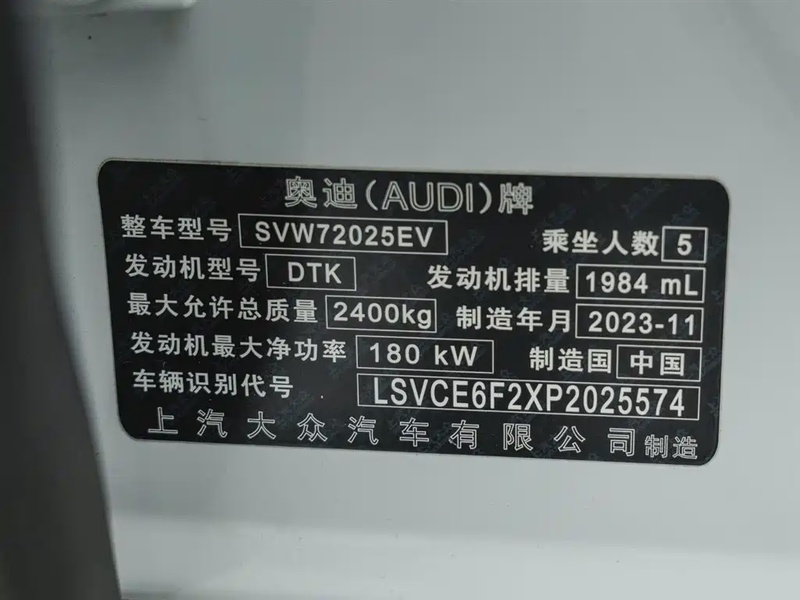 奥迪(AUDI)牌
整车型号 SVW72025EV 乘坐人数 5
发动机型号 DTK 发动机排量 1984 mL
最大允许总质量 2400kg 制造年月 2023-11
发动机最大净功率 180 kW 制造国 中国
车辆识别代号 LSVCE6F2XP2025574
上汽大众汽车有限公司制造